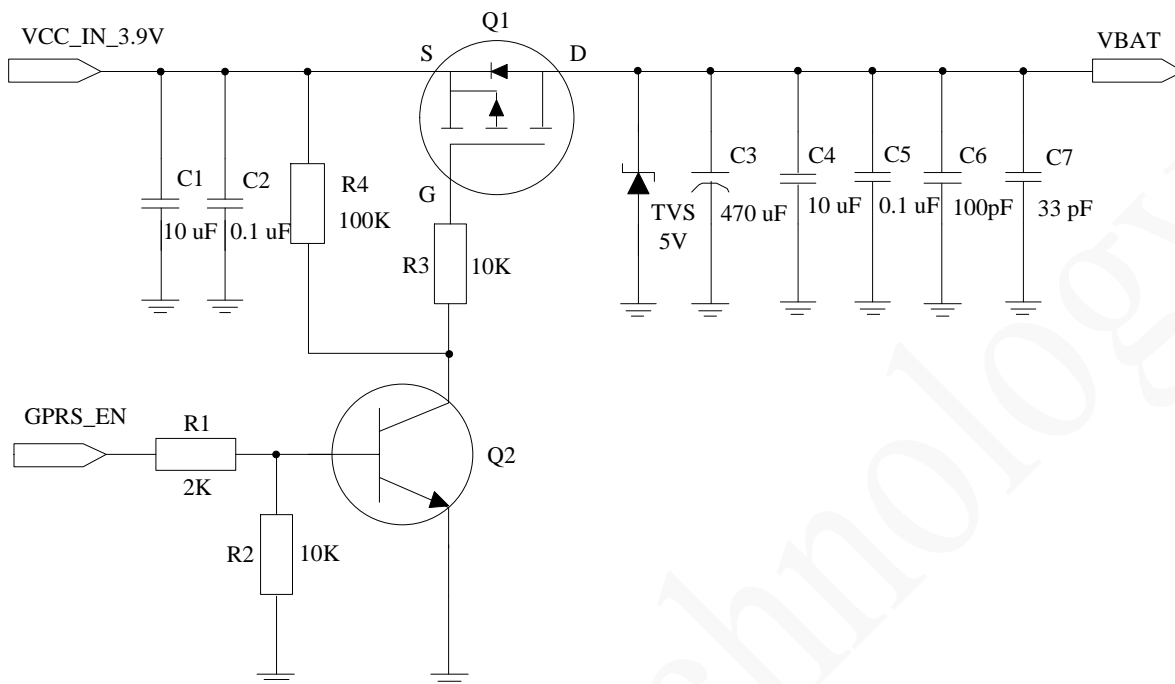 VCC_IN_3.9V
Q1
S
D
VBAT
C1
10 uF
C2
0.1 uF
R4
100K
G
R3
10K
TVS
5V
C3
470 uF
C4
10 uF
C5
0.1 uF
C6
100pF
C7
33 pF
GPRS_EN
R1
2K
Q2
R2
10K
chnology